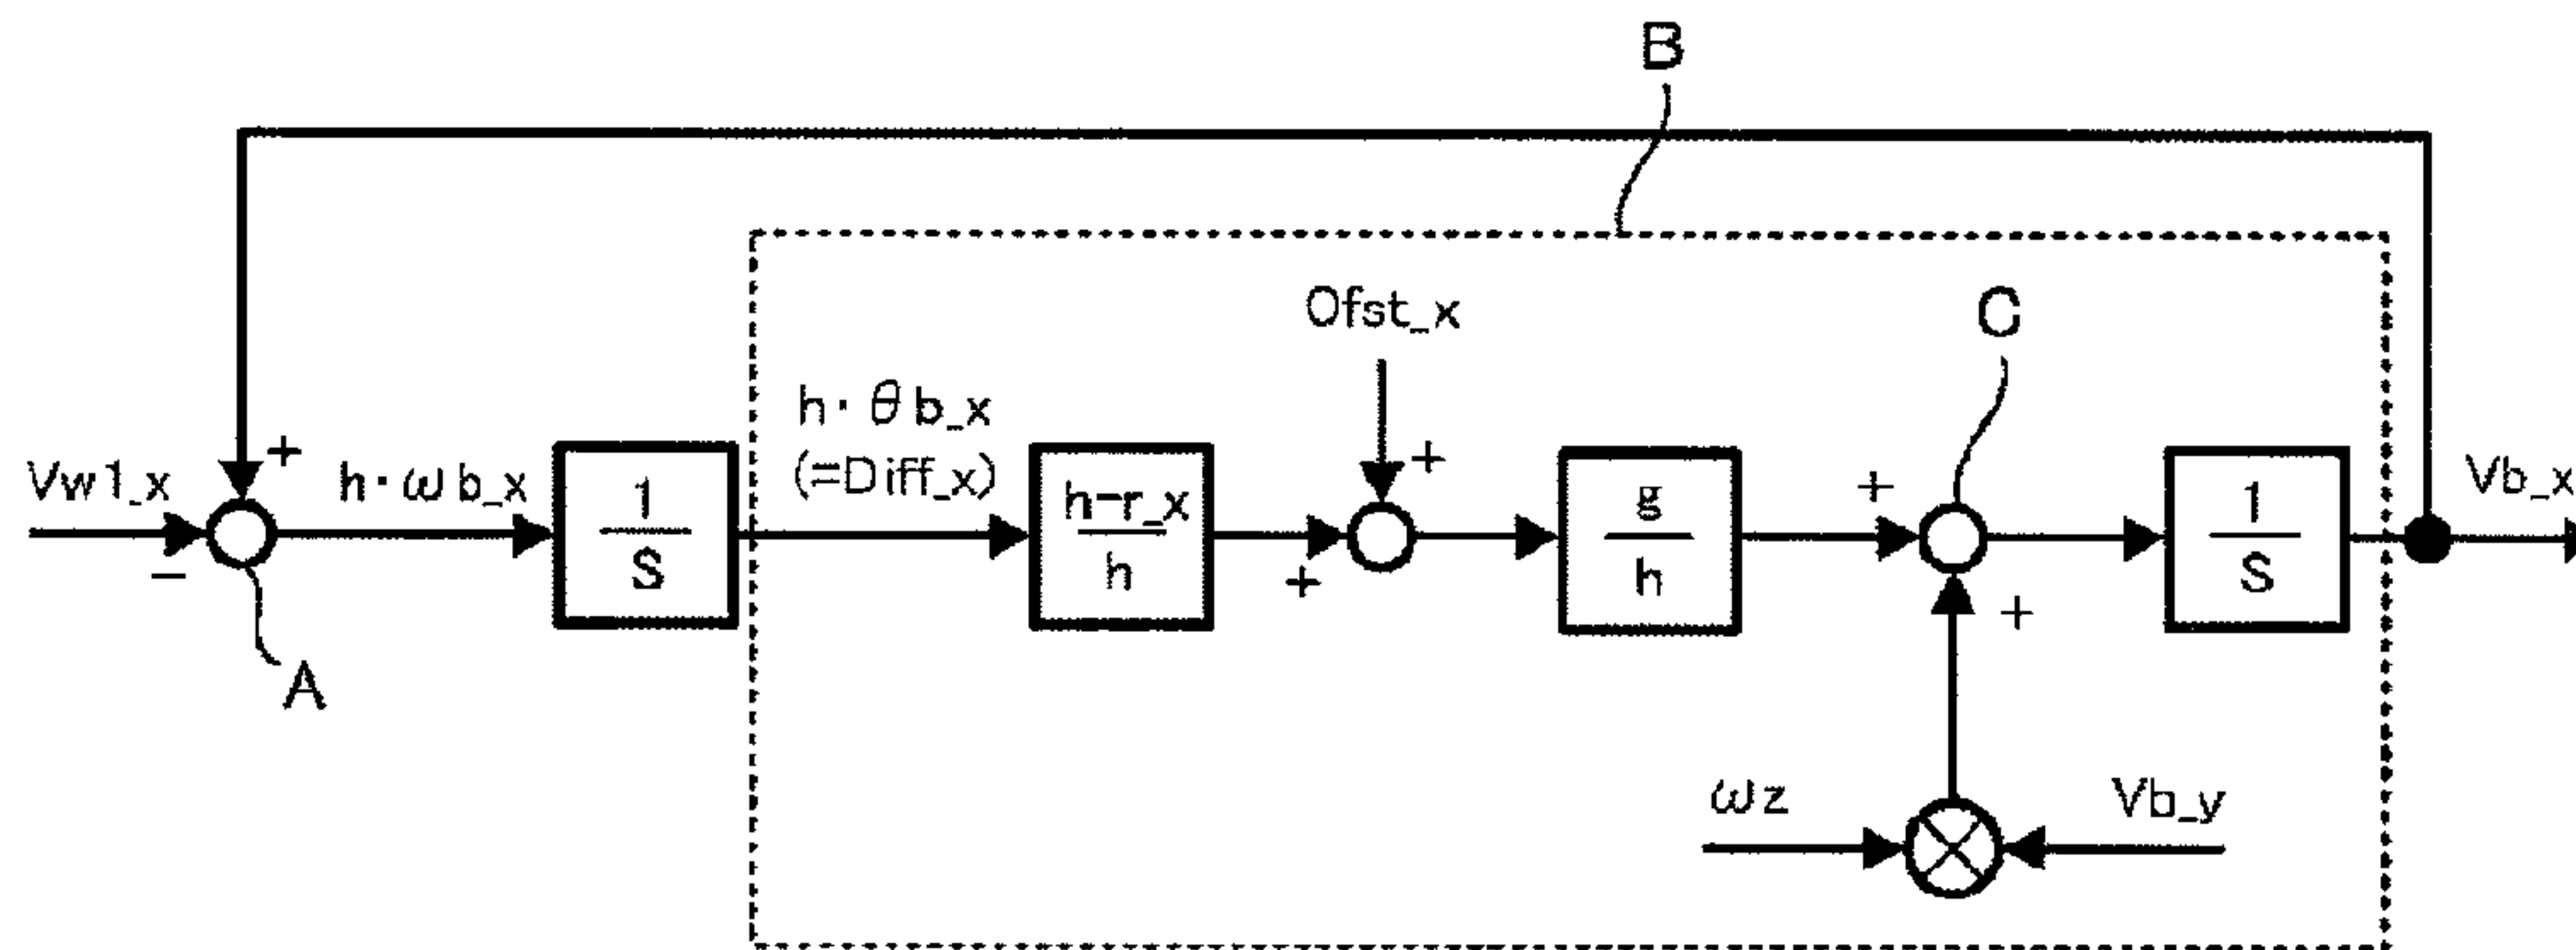 B
Ofst_x
C
h・θb_x
(=Diff_x)
+
+
+
Vw1_x
h・ωb_x
1
S
h-r_x
h
g
h
1
S
Vb_x
-
+
+
A
ωz
Vb_y